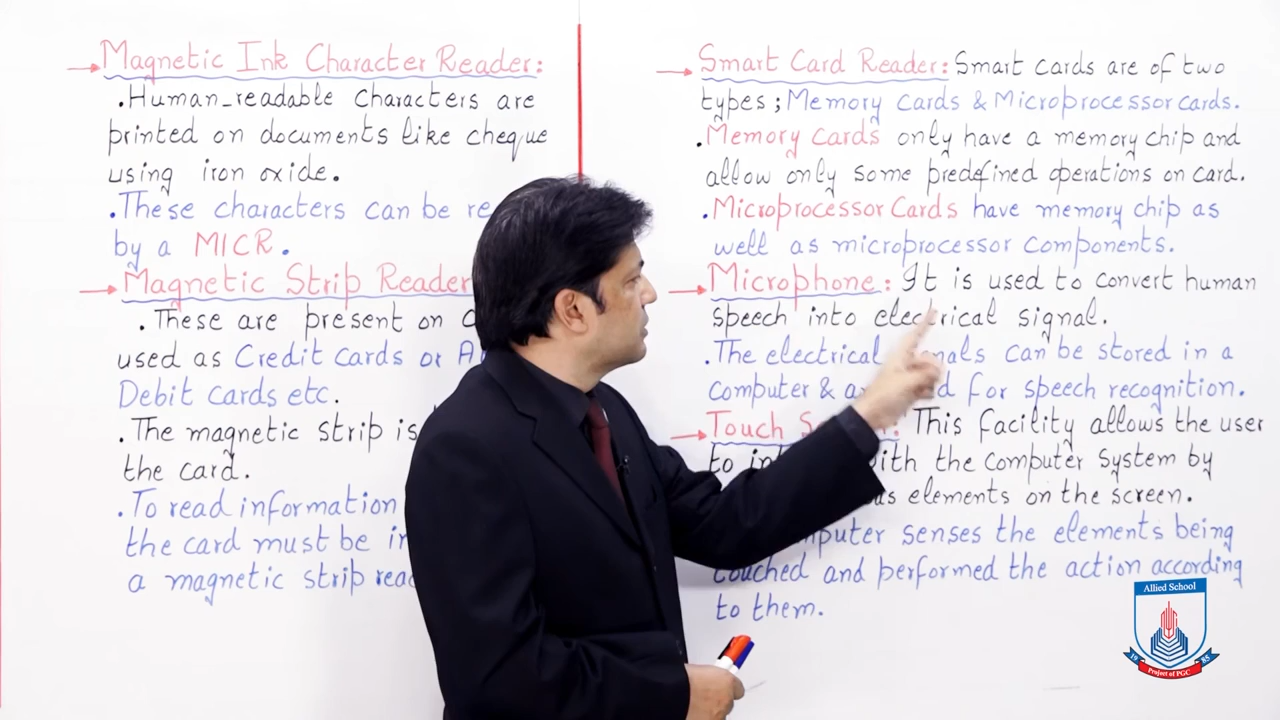 Magnetic Ink Character Reader:
.Human-readable characters are
printed on documents like cheque
using iron oxide.
.These characters can be
by a MICR.
Magnetic Strip Reader
.These are present on
used as Credit cards or
Debit cards etc.
.The magnetic strip is
the card.
.To read information
the card must be
a magnetic strip
Smart Card Reader: Smart cards are of two
types; Memory cards & Microprocessor cards.
.Memory cards only have a memory chip and
allow only some predefined operations on card.
.Microprocessor Cards have memory chip as
well as microprocessor components.
Microphone: It is used to convert human
speech into electrical signal.
.The electrical can be stored in a
computer & for speech recognition.
Touch This facility allows the user
to with the computer system by
elements on the screen.
senses the elements being
touched and performed the action according
to them.
Allied School
19 85
Project of PGC